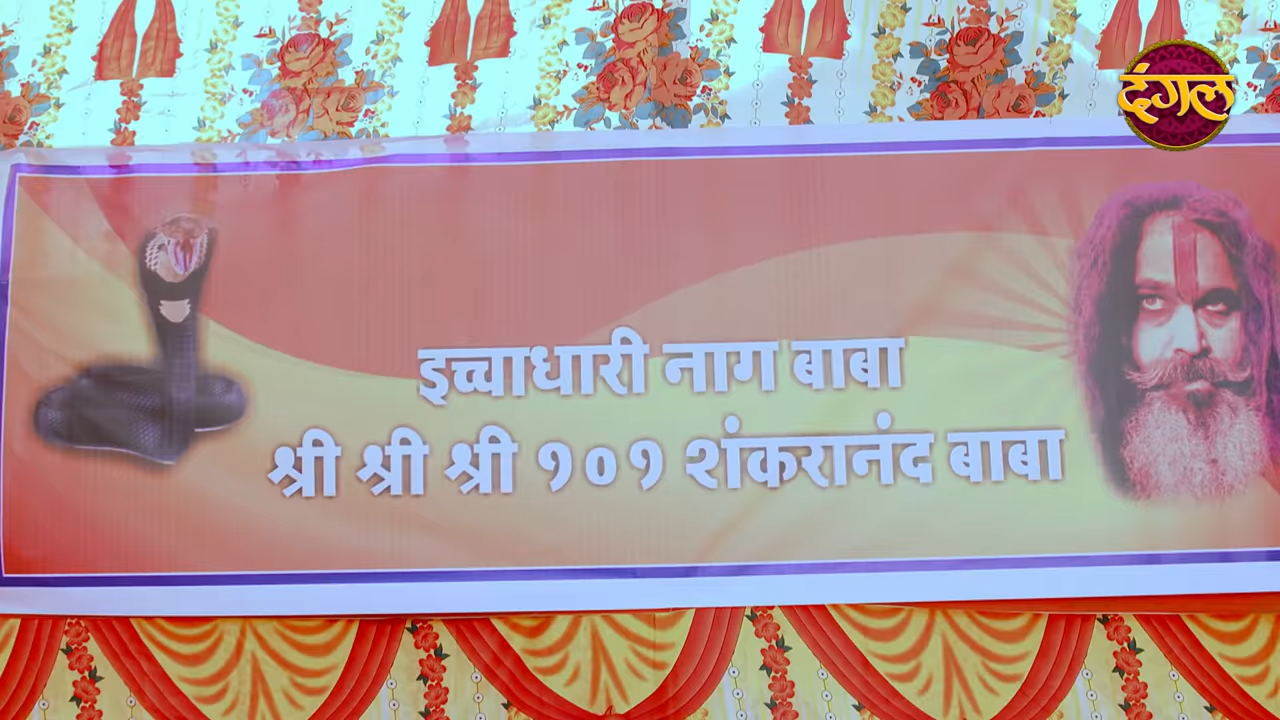 दंगल
इच्चाधारी नाग बाबा
श्री श्री श्री १०१ शंकरानंद बाबा